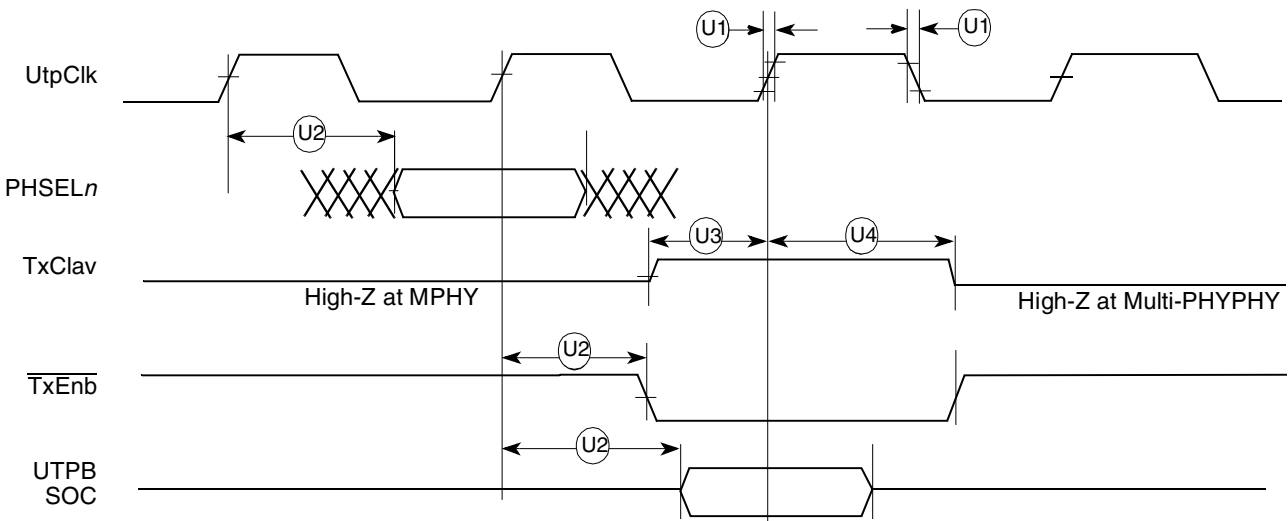 U1
U1
UtpClk
U2
PHSELn
U3
U4
TxClav
High-Z at MPHY
High-Z at Multi-PHYPHY
U2
TxEnb
U2
UTPB
SOC